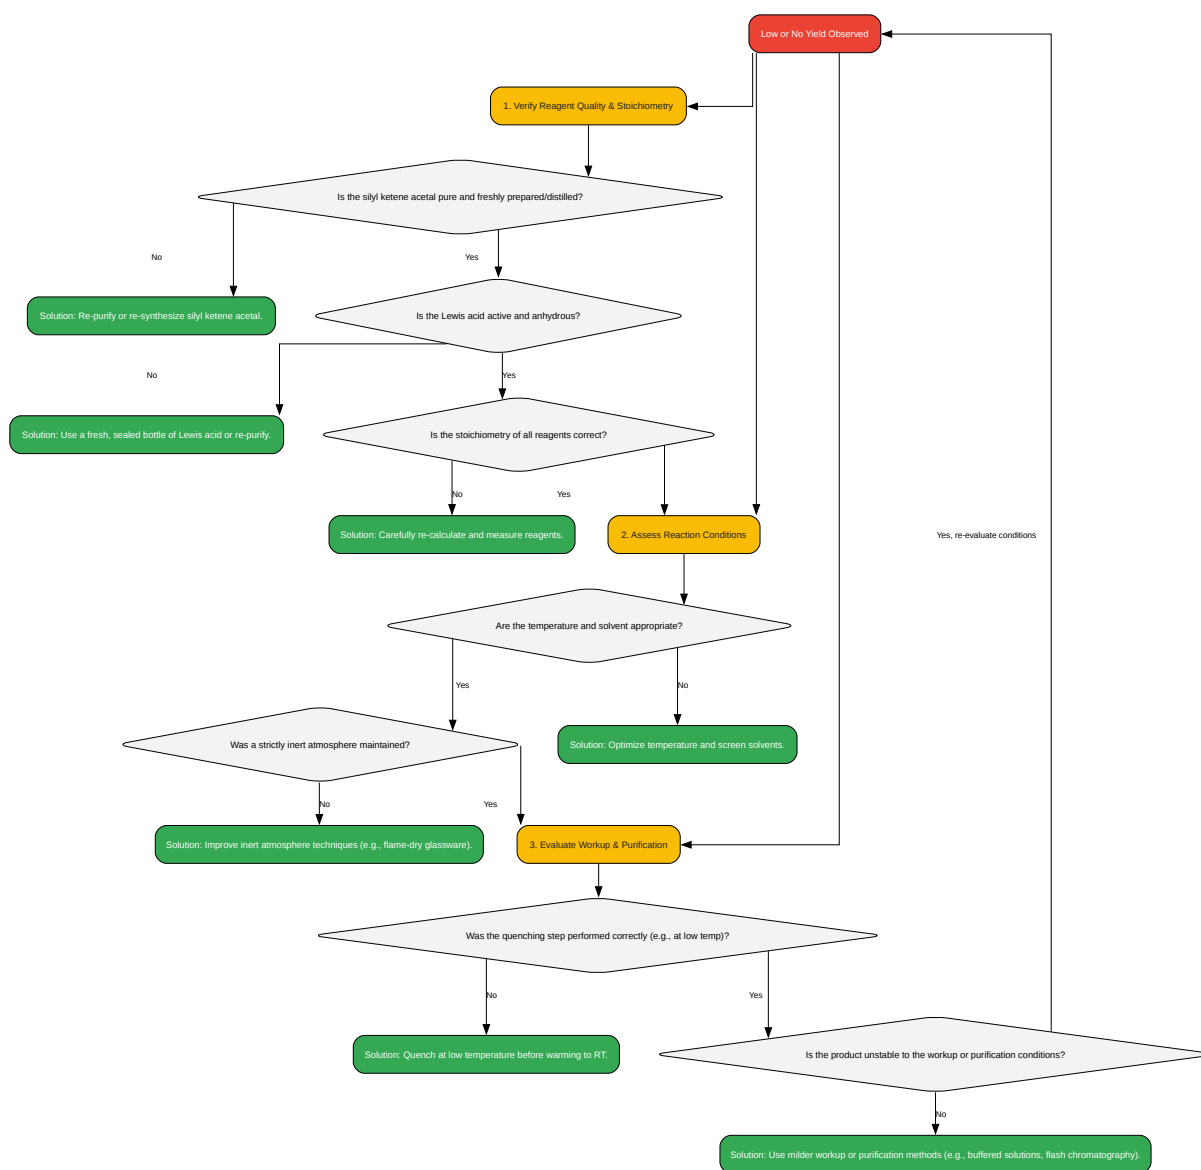 Low or No Yield Observed
1. Verify Reagent Quality & Stoichiometry
Is the silyl ketene acetal pure and freshly prepared/distilled?
No
Yes
Solution: Re-purify or re-synthesize silyl ketene acetal.
Is the Lewis acid active and anhydrous?
No
Yes
Solution: Use a fresh, sealed bottle of Lewis acid or re-purify.
Is the stoichiometry of all reagents correct?
No
Yes
Solution: Carefully re-calculate and measure reagents.
2. Assess Reaction Conditions
Yes, re-evaluate conditions
Are the temperature and solvent appropriate?
Yes
No
Was a strictly inert atmosphere maintained?
Solution: Optimize temperature and screen solvents.
No
Yes
Solution: Improve inert atmosphere techniques (e.g., flame-dry glassware).
3. Evaluate Workup & Purification
Was the quenching step performed correctly (e.g., at low temp)?
No
Yes
Solution: Quench at low temperature before warming to RT.
Is the product unstable to the workup or purification conditions?
No
Solution: Use milder workup or purification methods (e.g., buffered solutions, flash chromatography).